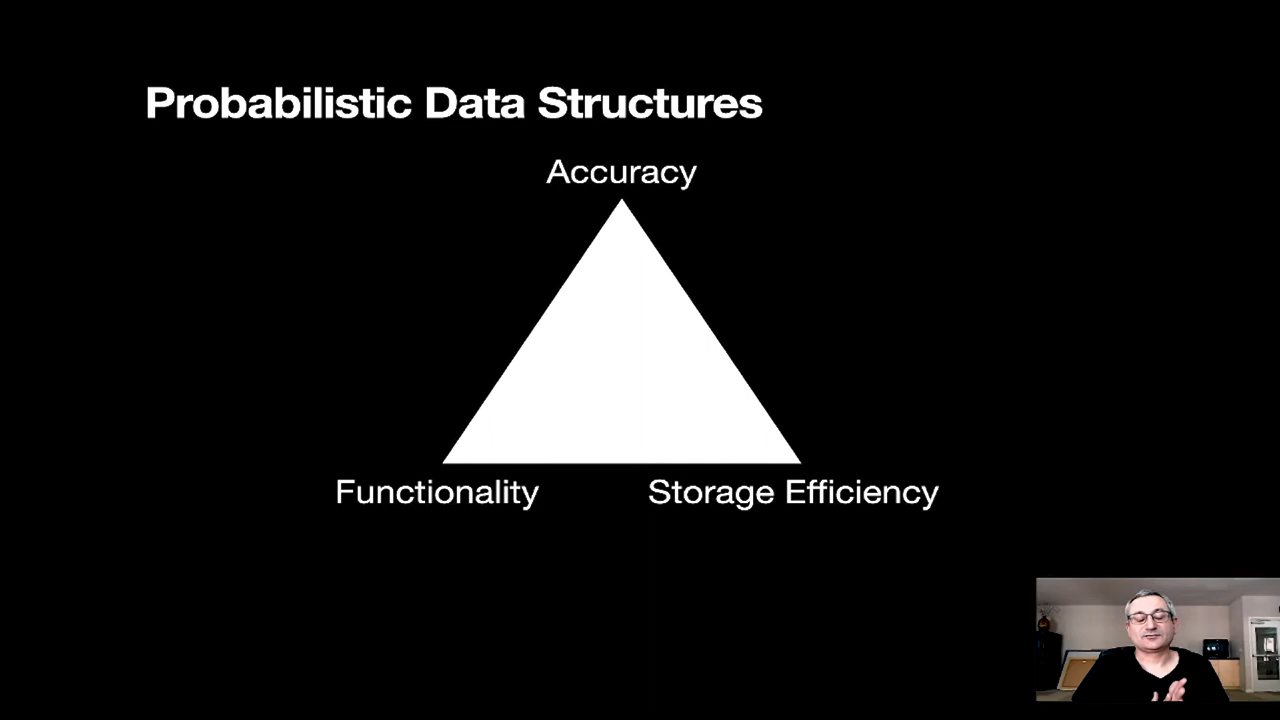 Probabilistic Data Structures
Accuracy
Functionality
Storage Efficiency